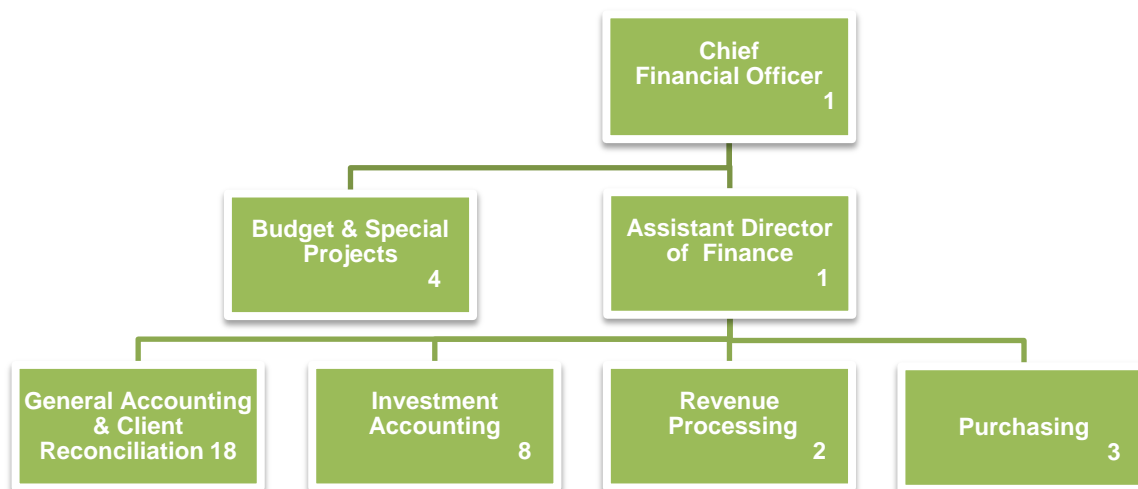 Chief
Financial Officer
1
Budget & Special
Projects
4
Assistant Director
of Finance
1
General Accounting
& Client
Reconciliation 18
Investment
Accounting
8
Revenue
Processing
2
Purchasing
3